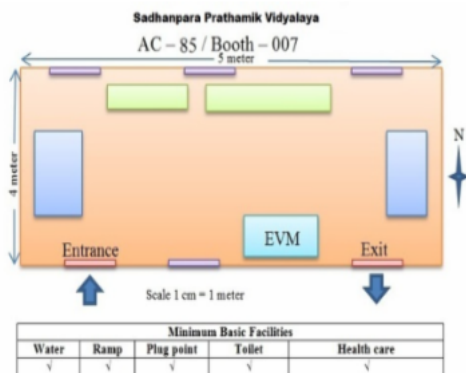 Sadhanpara Prathamik Vidyalaya
AC – 85 / Booth – 007
5 meter
4 meter
N
EVM
Entrance
Exit
Scale 1 cm = 1 meter
Minimum Basic Facilities
Water Ramp Plug point Toilet Health care
√ √ √ √ √